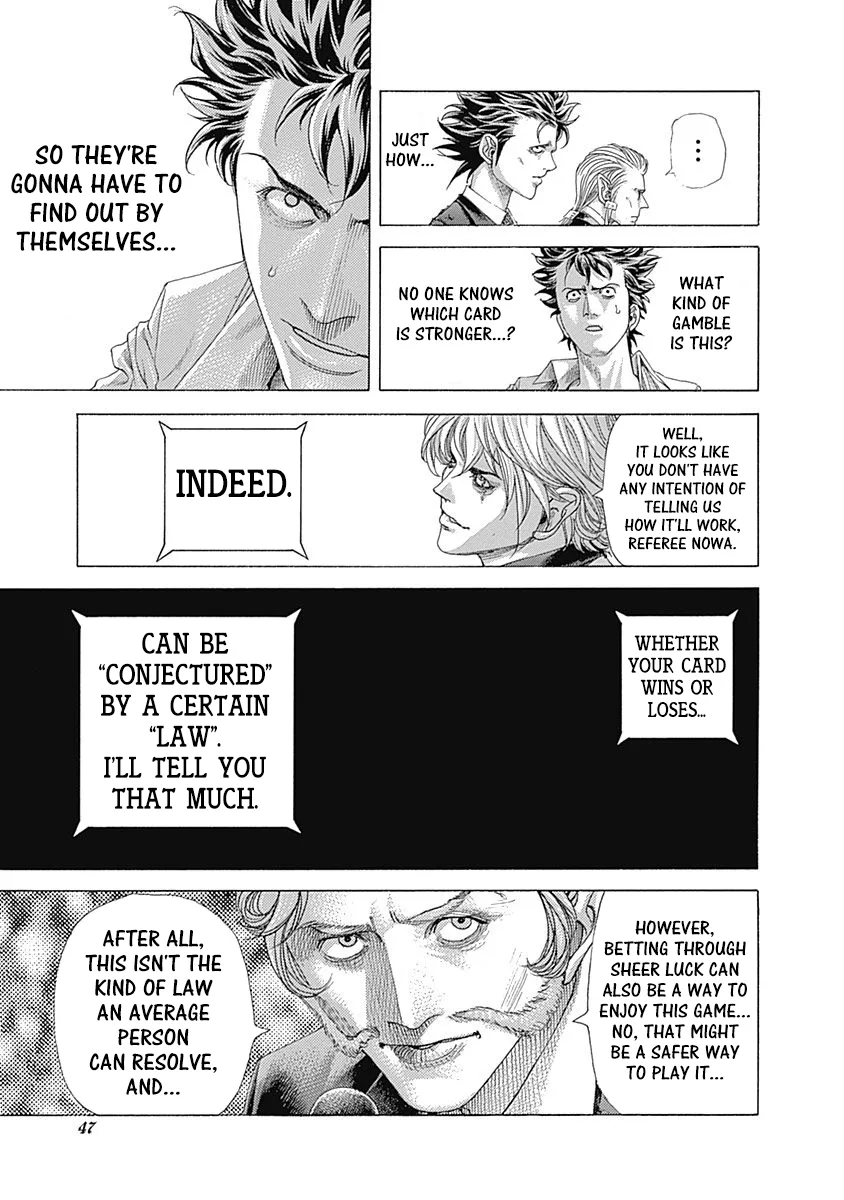 ⋮
JUST
HOW...
WHAT
KIND OF
GAMBLE
IS THIS?
NO ONE KNOWS
WHICH CARD
IS STRONGER...?
SO THEY'RE
GONNA HAVE TO
FIND OUT BY
THEMSELVES...
WELL,
IT LOOKS LIKE
YOU DON'T HAVE
ANY INTENTION OF
TELLING US
HOW IT'LL WORK,
REFEREE NOWA.
INDEED.
WHETHER
YOUR CARD
WINS OR
LOSES...
CAN BE
“CONJECTURED”
BY A CERTAIN
“LAW”.
I'LL TELL YOU
THAT MUCH.
HOWEVER,
BETTING THROUGH
SHEER LUCK CAN
ALSO BE A WAY TO
ENJOY THIS GAME...
NO, THAT MIGHT
BE A SAFER WAY
TO PLAY IT...
AFTER ALL,
THIS ISN'T THE
KIND OF LAW
AN AVERAGE
PERSON
CAN RESOLVE,
AND...
47